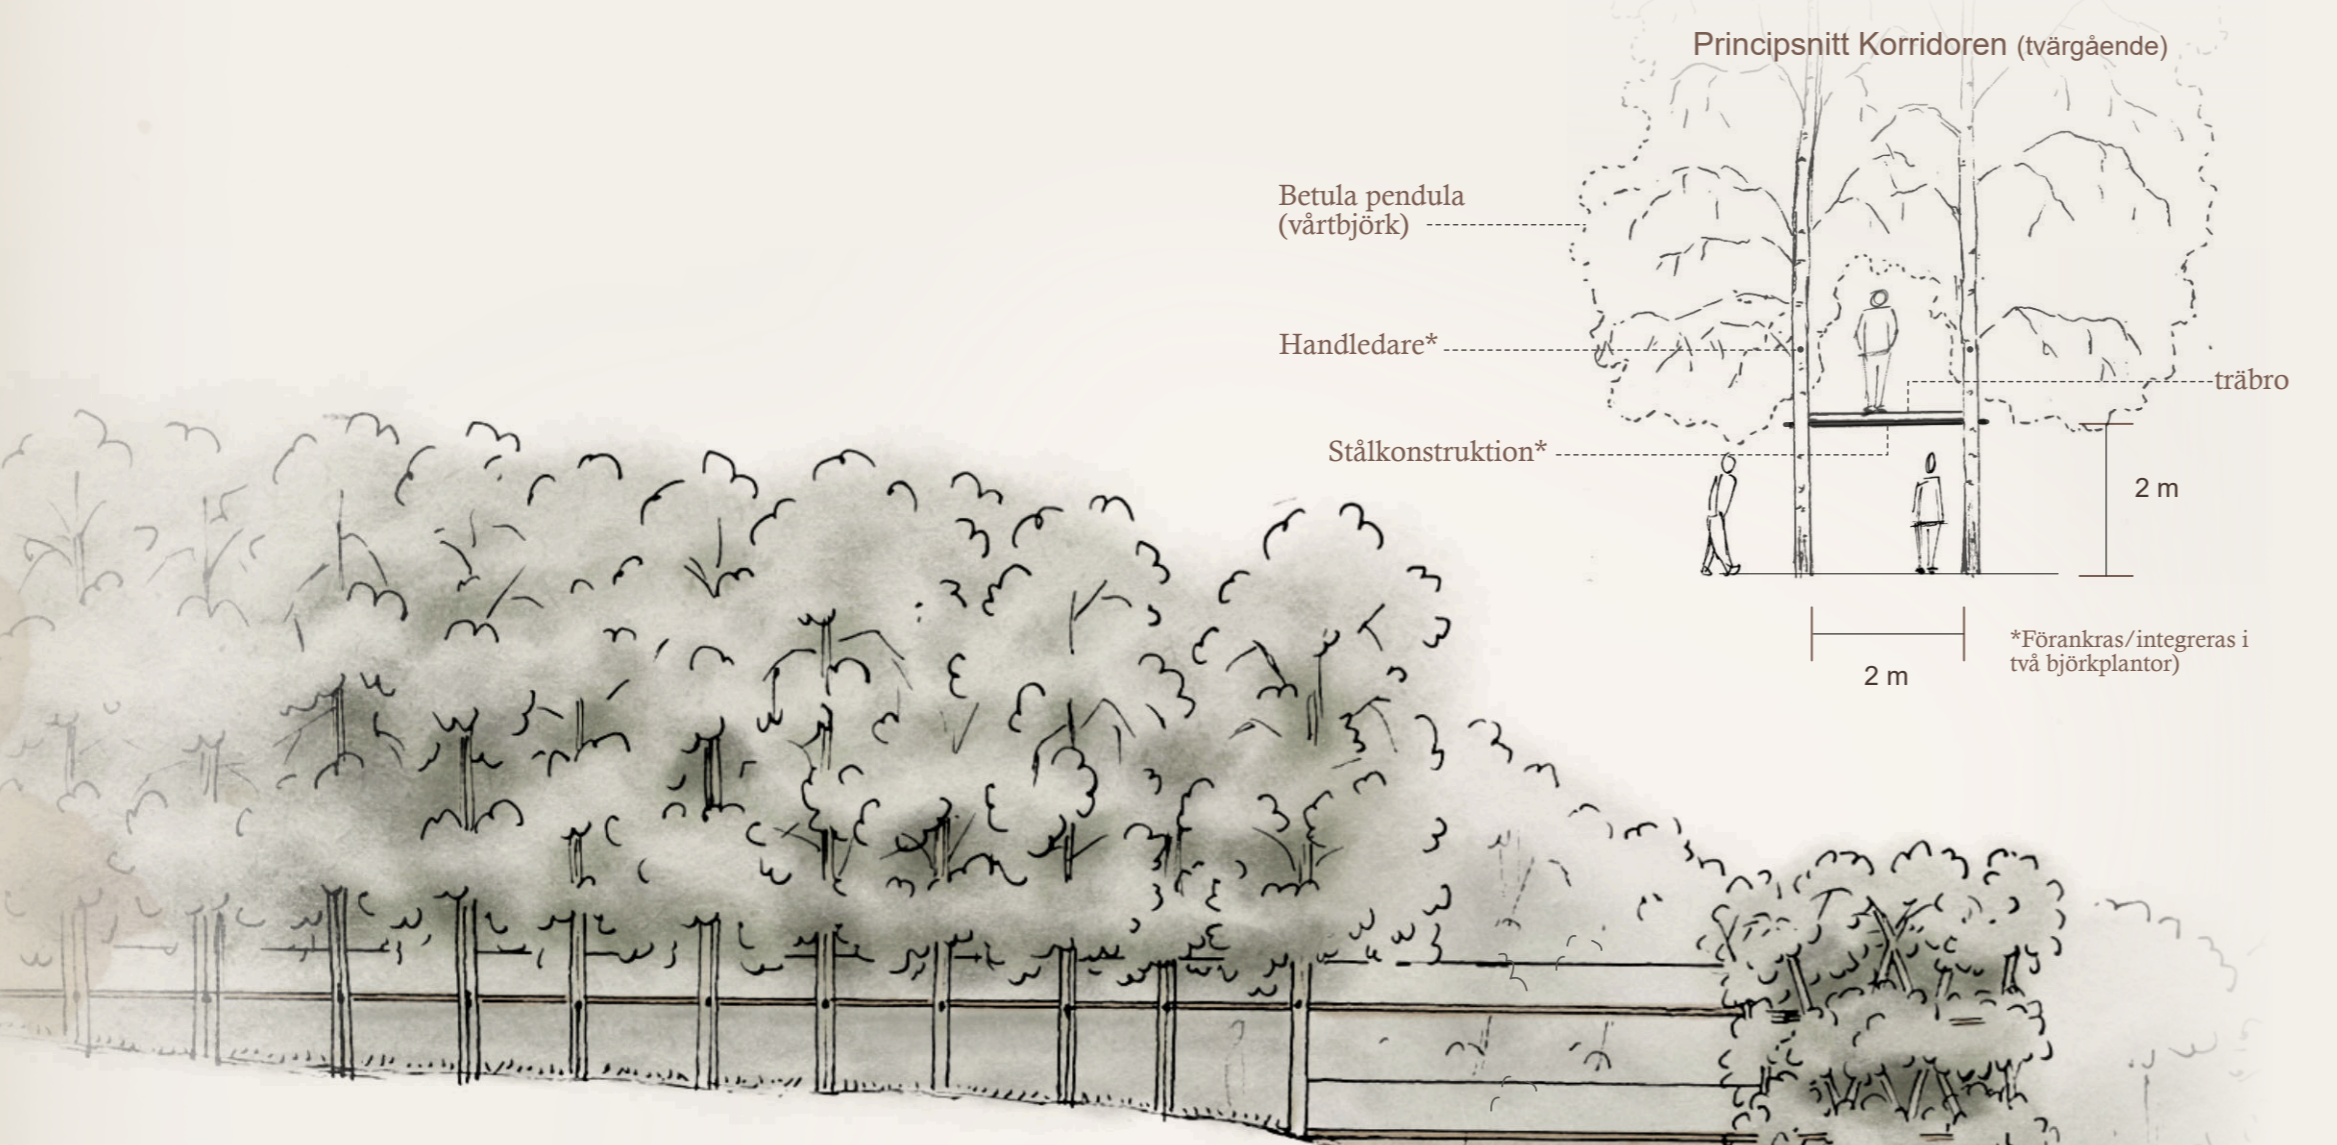 Principsnitt Korridoren (tvärgående)
Betula pendula
(vårtbjörk)
Handledare*
träbro
Stålkonstruktion*
2 m
2 m
*Förankras/integreras i
två björkplantor)